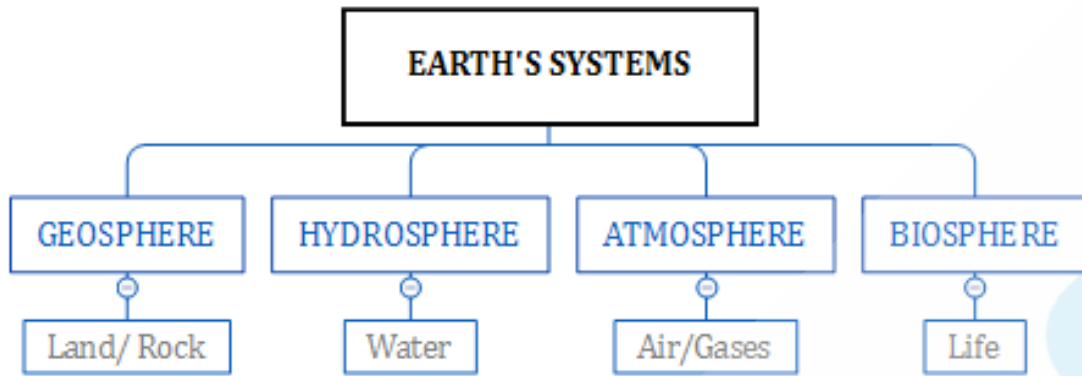 EARTH'S SYSTEMS
GEOSPHERE HYDROSPHERE ATMOSPHERE BIOSPHERE
Land/ Rock Water Air/Gases Life